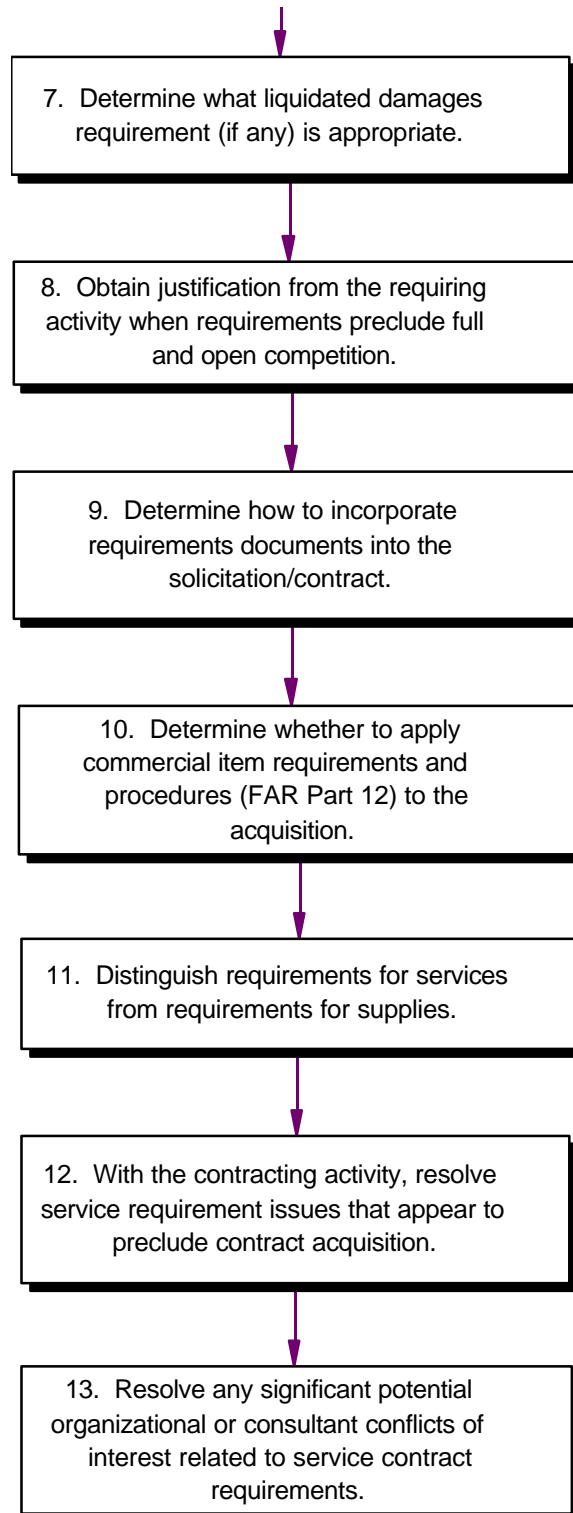 7. Determine what liquidated damages
requirement (if any) is appropriate.
8. Obtain justification from the requiring
activity when requirements preclude full
and open competition.
9. Determine how to incorporate
requirements documents into the
solicitation/contract.
10. Determine whether to apply
commercial item requirements and
procedures (FAR Part 12) to the
acquisition.
11. Distinguish requirements for services
from requirements for supplies.
12. With the contracting activity, resolve
service requirement issues that appear to
preclude contract acquisition.
13. Resolve any significant potential
organizational or consultant conflicts of
interest related to service contract
requirements.